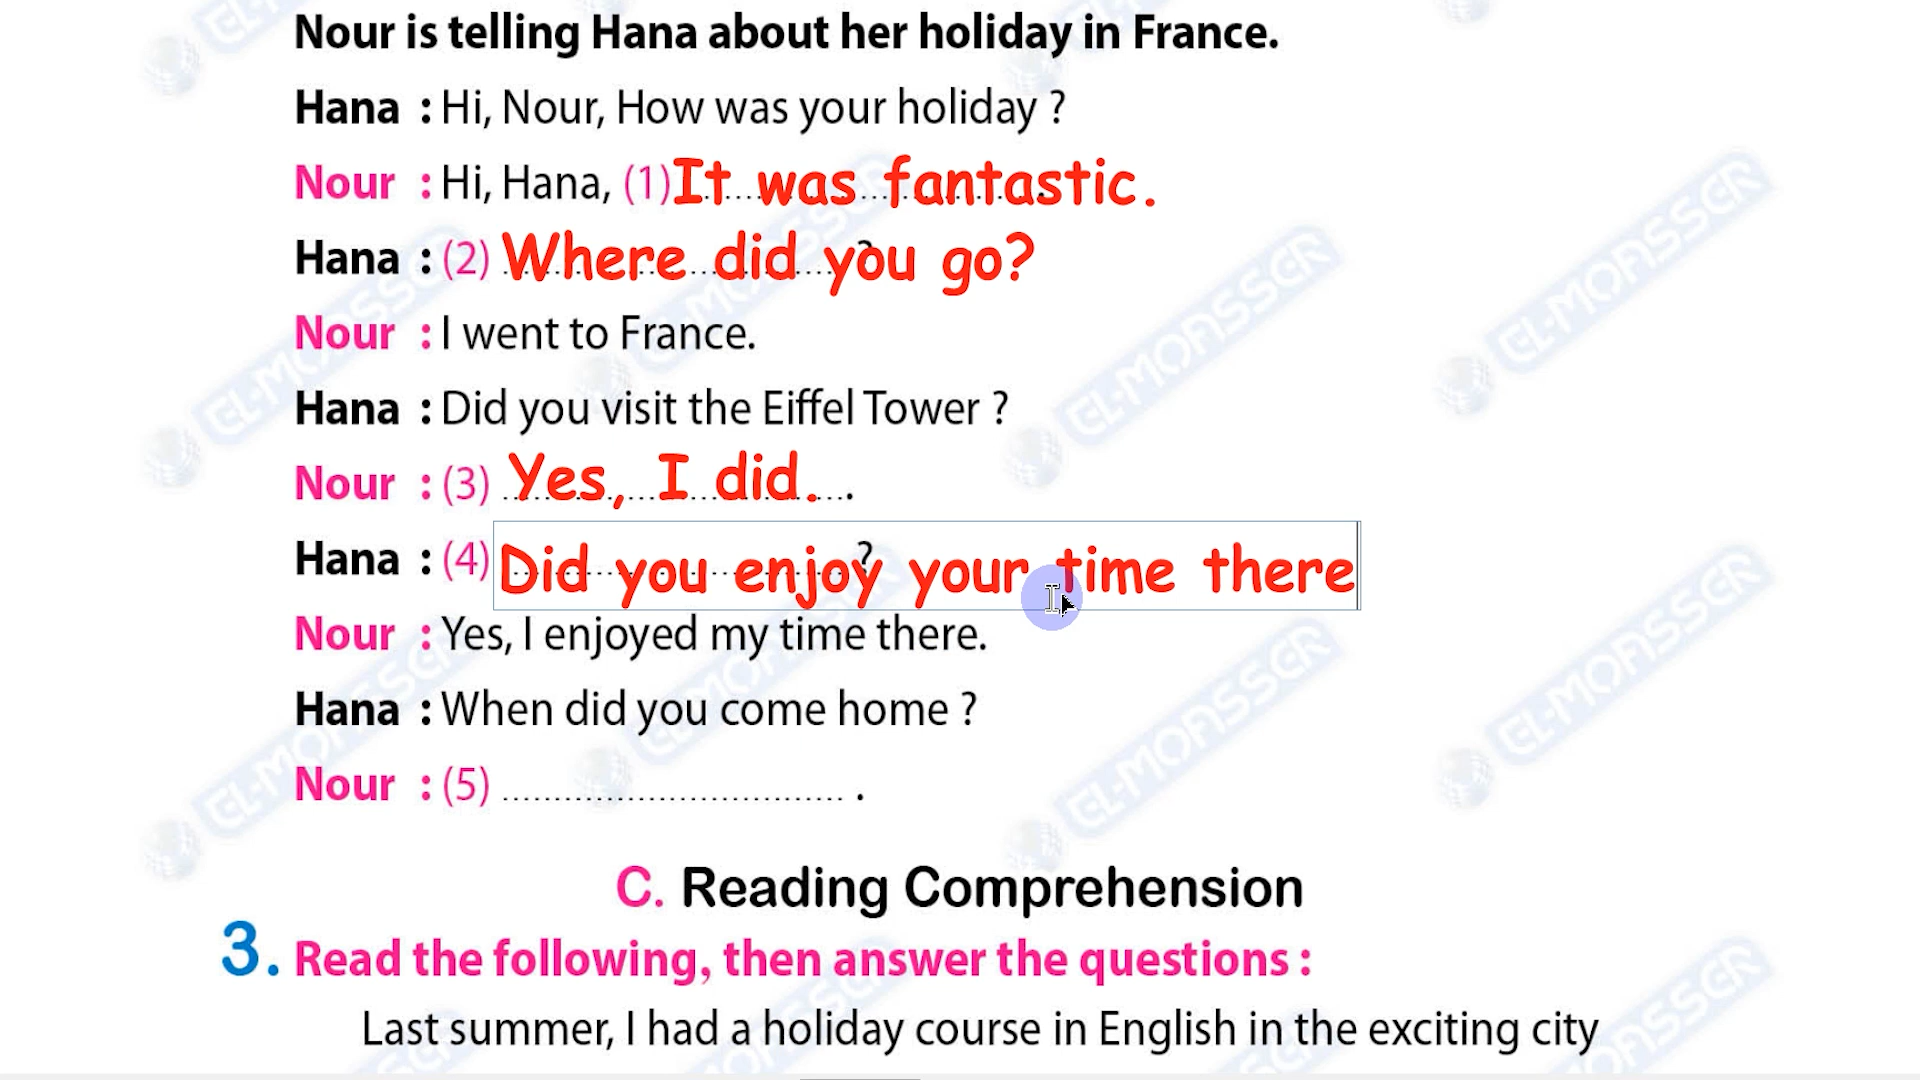 Nour is telling Hana about her holiday in France.
Hana : Hi, Nour, How was your holiday ?
Nour : Hi, Hana, (1) It was fantastic.
Hana : (2) Where did you go?
Nour : I went to France.
Hana : Did you visit the Eiffel Tower ?
Nour : (3) Yes, I did. .
Hana : (4) Did you enjoy your time there ?
Nour : Yes, I enjoyed my time there.
Hana : When did you come home ?
Nour : (5) ................................. .
C. Reading Comprehension
3. Read the following, then answer the questions :
Last summer, I had a holiday course in English in the exciting city